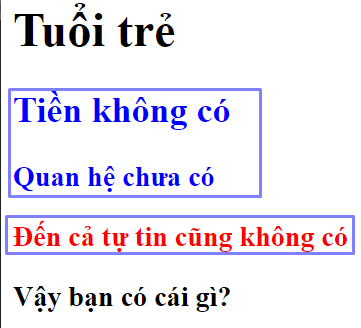 Tuổi trẻ
Tiền không có
Quan hệ chưa có
Đến cả tự tin cũng không có
Vậy bạn có cái gì?